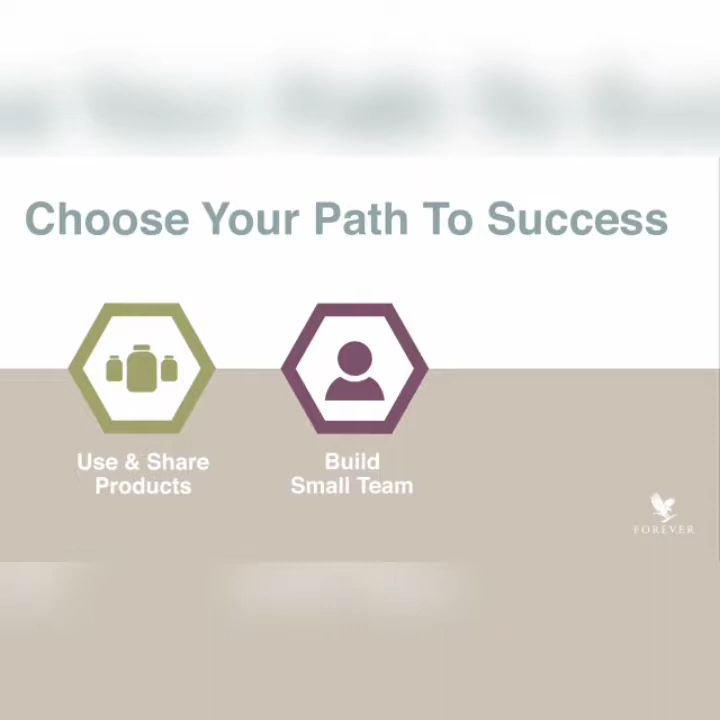 Choose Your Path To Success
Use & Share
Products
Build
Small Team
FOREVER